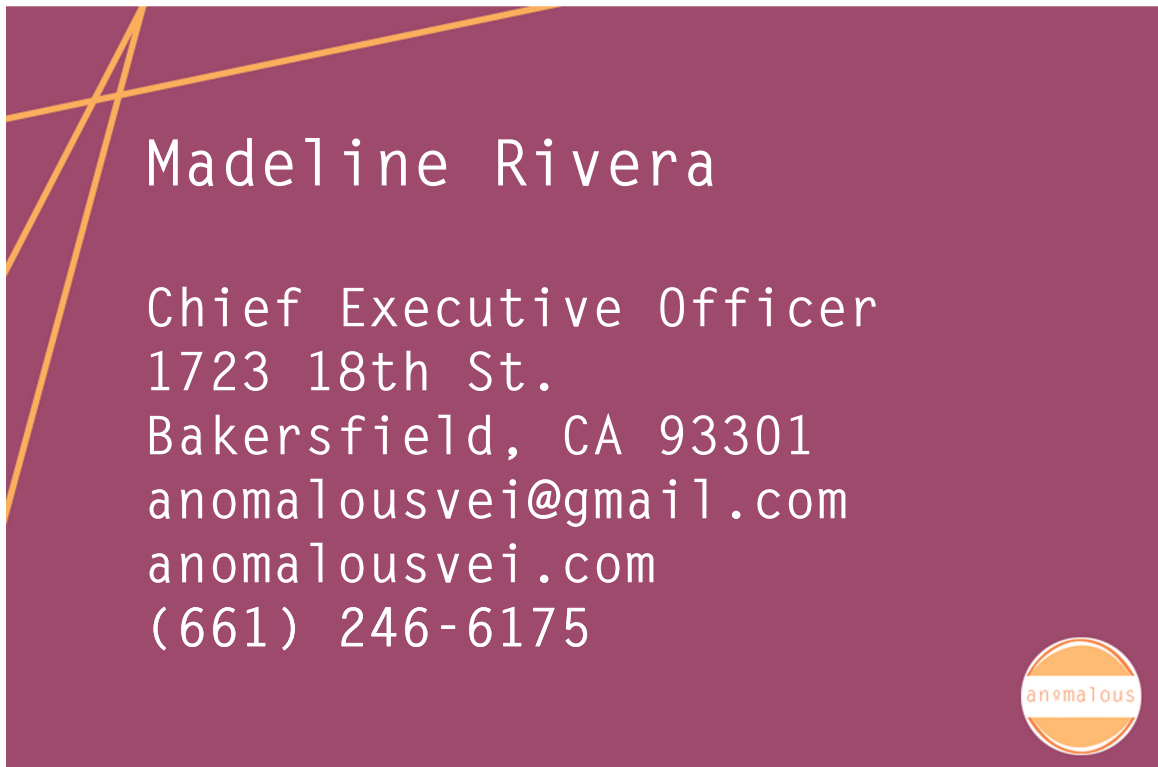 Madeline Rivera
Chief Executive Officer
1723 18th St.
Bakersfield, CA 93301
anomalousvei@gmail.com
anomalousvei.com
(661) 246-6175
anomalous